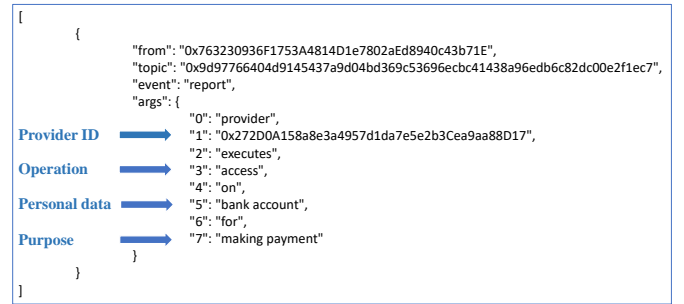 [
{
"from": "0x763230936F1753A4814D1e7802aEd8940c43b71E",
"topic": "0x9d97766404d9145437a9d04bd369c53696ecbc41438a96edb6c82dc00e2f1ec7",
"event": "report",
"args": {
"0": "provider",
Provider ID "1": "0x272D0A158a8e3a4957d1da7e5e2b3Cea9aa88D17",
"2": "executes",
Operation "3": "access",
"4": "on",
Personal data "5": "bank account",
"6": "for",
Purpose "7": "making payment"
}
}
]